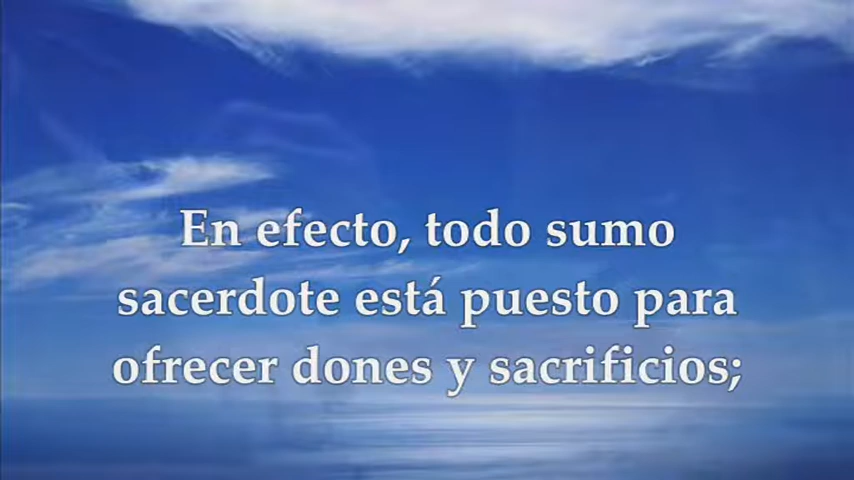 En efecto, todo sumo
sacerdote está puesto para
ofrecer dones y sacrificios;